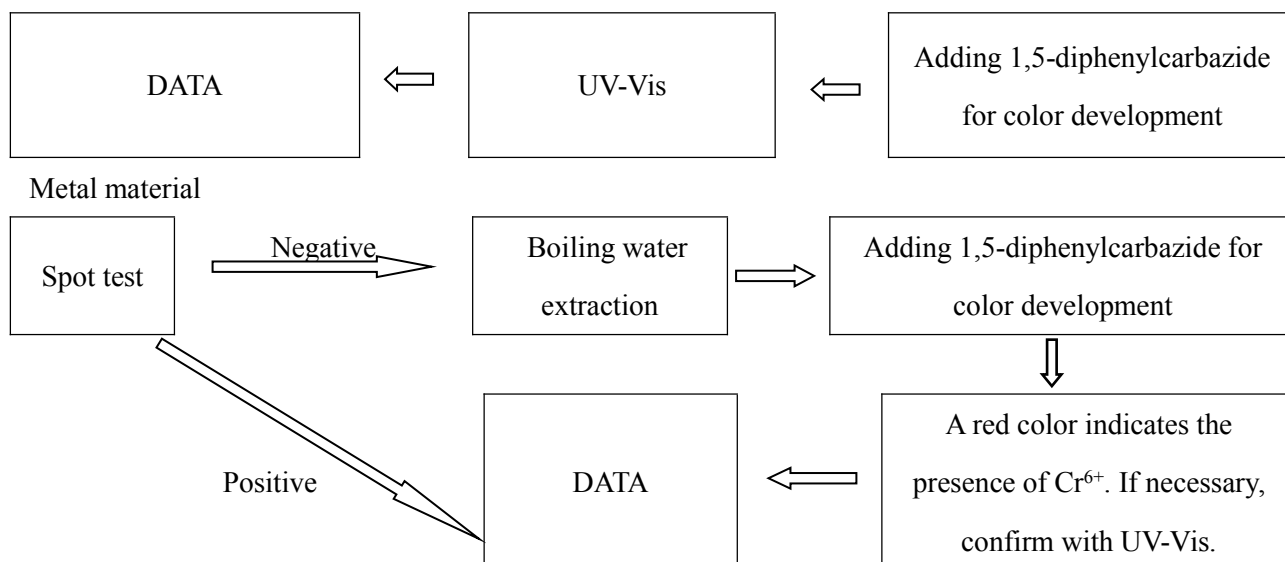 DATA
UV-Vis
Adding 1,5-diphenylcarbazide
for color development
Metal material
Spot test
Negative
Boiling water
extraction
Adding 1,5-diphenylcarbazide for
color development
Positive
DATA
A red color indicates the
presence of Cr⁶⁺. If necessary,
confirm with UV-Vis.